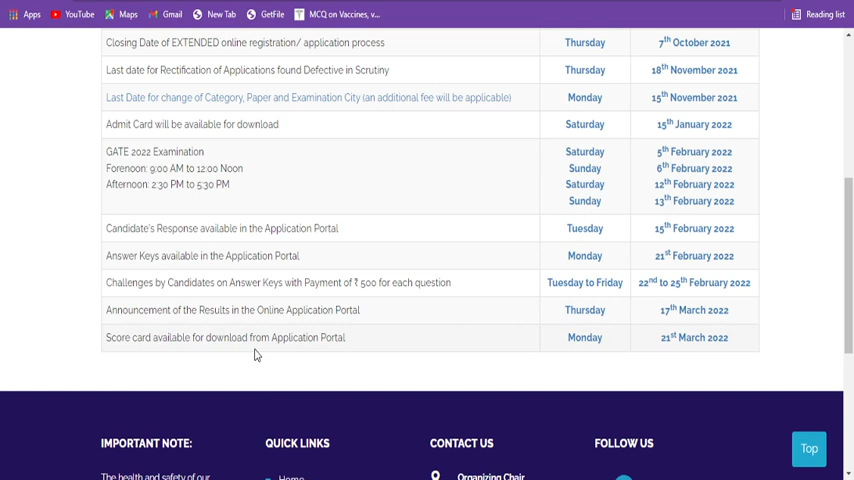 Apps YouTube Maps Gmail New Tab GetFile MCQ on Vaccines, v... Reading list
Closing Date of EXTENDED online registration/ application process Thursday 7th October 2021
Last date for Rectification of Applications found Defective in Scrutiny Thursday 18th November 2021
Last Date for change of Category, Paper and Examination City (an additional fee will be applicable) Monday 15th November 2021
Admit Card will be available for download Saturday 15th January 2022
GATE 2022 Examination Saturday 5th February 2022
Forenoon: 9:00 AM to 12:00 Noon Sunday 6th February 2022
Afternoon: 2:30 PM to 5:30 PM Saturday 12th February 2022
Sunday 13th February 2022
Candidate's Response available in the Application Portal Tuesday 15th February 2022
Answer Keys available in the Application Portal Monday 21st February 2022
Challenges by Candidates on Answer Keys with Payment of ₹ 500 for each question Tuesday to Friday 22nd to 25th February 2022
Announcement of the Results in the Online Application Portal Thursday 17th March 2022
Score card available for download from Application Portal Monday 21st March 2022
IMPORTANT NOTE: QUICK LINKS CONTACT US FOLLOW US Top
The health and safety of our Home Organizing Chair